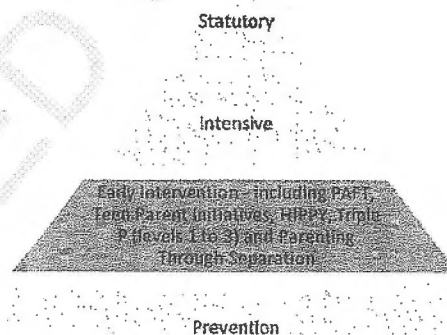 Statutory
Intensive
Early intervention - including PAFT,
Teen Parent initiatives, HIPPY, Triple
P (levels 1 to 3) and Parenting
Through Separation
Prevention